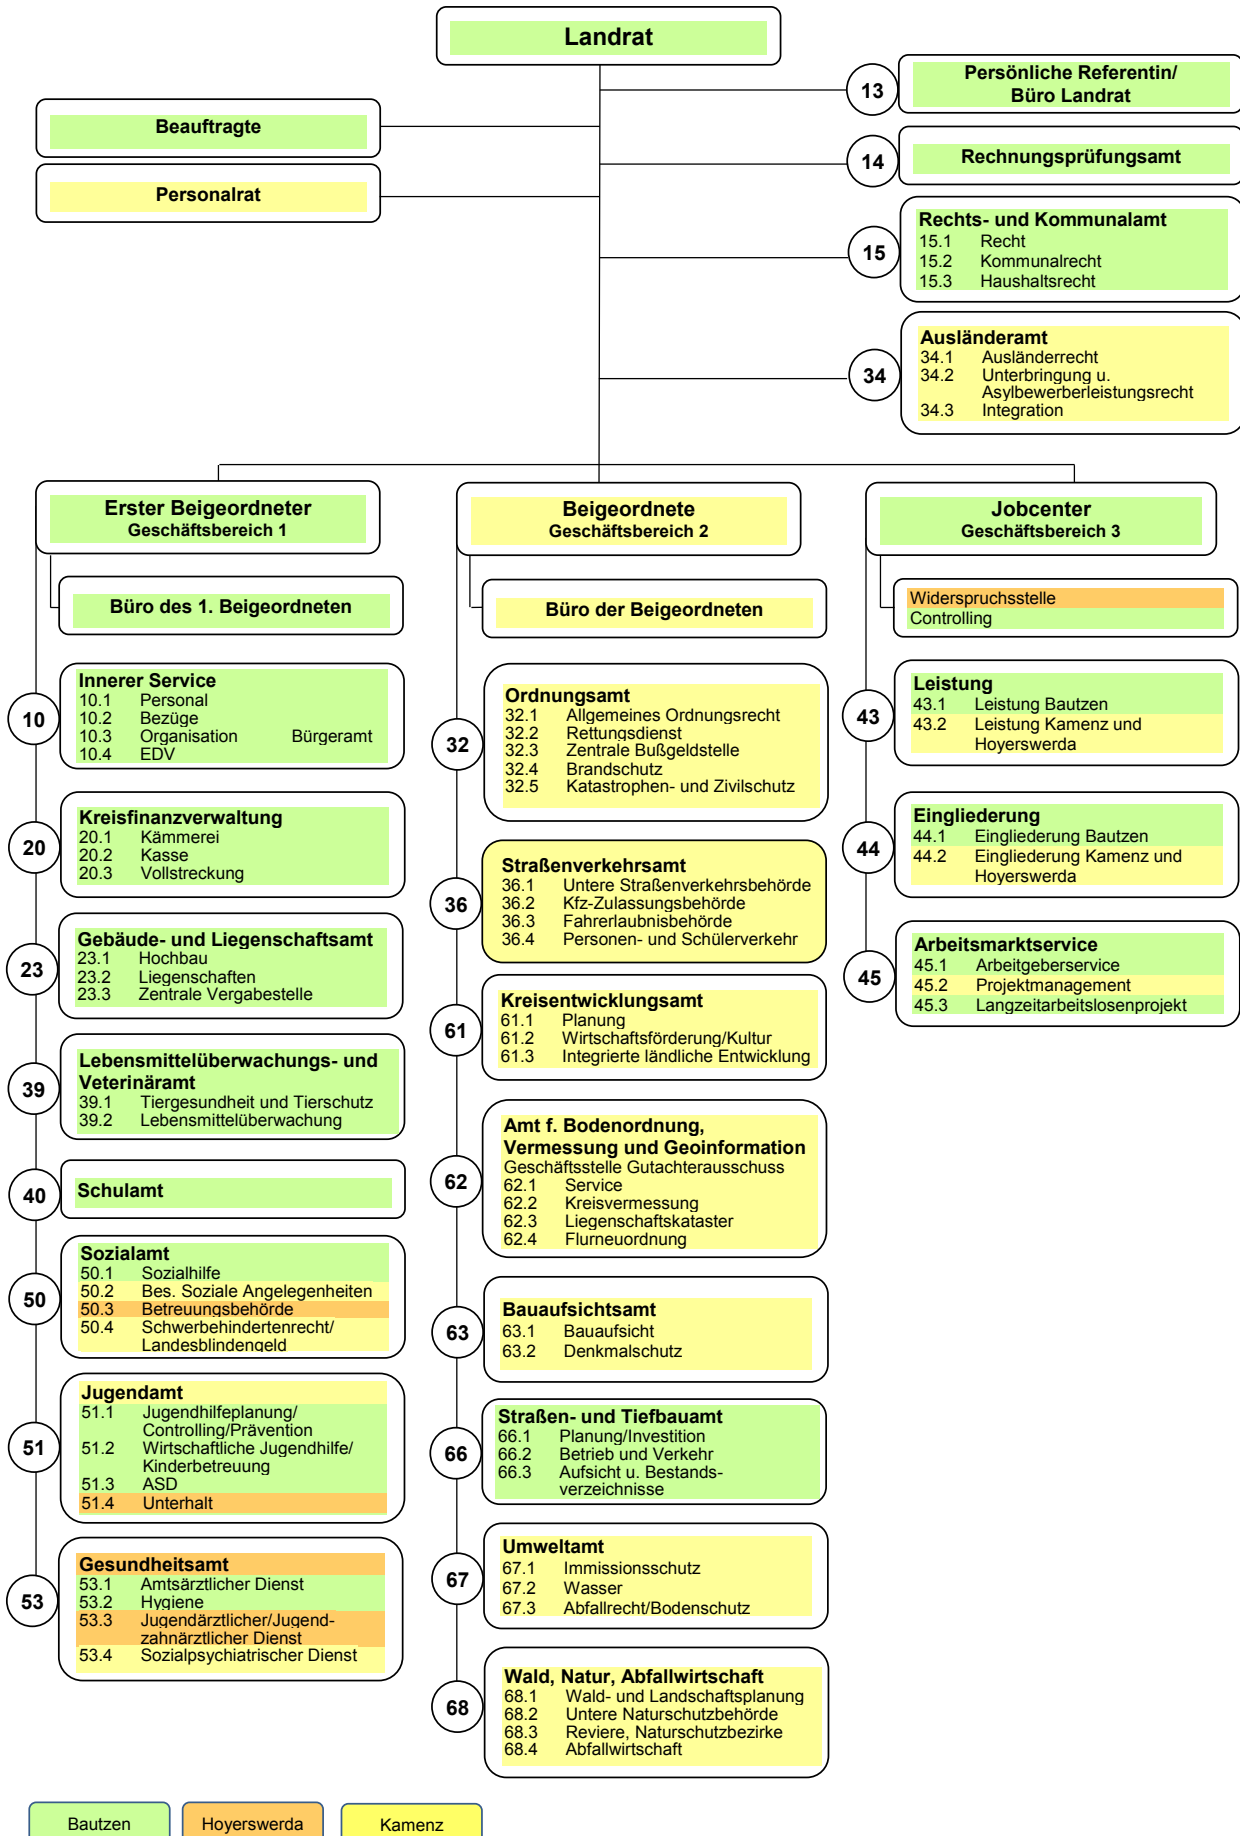 Landrat
13
Persönliche Referentin/
Büro Landrat
Beauftragte
14
Rechnungsprüfungsamt
Personalrat
15
Rechts- und Kommunalamt
15.1 Recht
15.2 Kommunalrecht
15.3 Haushaltsrecht
34
Ausländeramt
34.1 Ausländerrecht
34.2 Unterbringung u.
Asylbewerberleistungsrecht
34.3 Integration
Erster Beigeordneter
Geschäftsbereich 1
Büro des 1. Beigeordneten
10
Innerer Service
10.1 Personal
10.2 Bezüge
10.3 Organisation Bürgeramt
10.4 EDV
20
Kreisfinanzverwaltung
20.1 Kämmerei
20.2 Kasse
20.3 Vollstreckung
23
Gebäude- und Liegenschaftsamt
23.1 Hochbau
23.2 Liegenschaften
23.3 Zentrale Vergabestelle
39
Lebensmittelüberwachungs- und
Veterinäramt
39.1 Tiergesundheit und Tierschutz
39.2 Lebensmittelüberwachung
40
Schulamt
50
Sozialamt
50.1 Sozialhilfe
50.2 Bes. Soziale Angelegenheiten
50.3 Betreuungsbehörde
50.4 Schwerbehindertenrecht/
Landesblindengeld
51
Jugendamt
51.1 Jugendhilfeplanung/
Controlling/Prävention
51.2 Wirtschaftliche Jugendhilfe/
Kinderbetreuung
51.3 ASD
51.4 Unterhalt
53
Gesundheitsamt
53.1 Amtsärztlicher Dienst
53.2 Hygiene
53.3 Jugendärztlicher/Jugend-
zahnärztlicher Dienst
53.4 Sozialpsychiatrischer Dienst
Beigeordnete
Geschäftsbereich 2
Büro der Beigeordneten
32
Ordnungsamt
32.1 Allgemeines Ordnungsrecht
32.2 Rettungsdienst
32.3 Zentrale Bußgeldstelle
32.4 Brandschutz
32.5 Katastrophen- und Zivilschutz
36
Straßenverkehrsamt
36.1 Untere Straßenverkehrsbehörde
36.2 Kfz-Zulassungsbehörde
36.3 Fahrerlaubnisbehörde
36.4 Personen- und Schülerverkehr
61
Kreisentwicklungsamt
61.1 Planung
61.2 Wirtschaftsförderung/Kultur
61.3 Integrierte ländliche Entwicklung
62
Amt f. Bodenordnung,
Vermessung und Geoinformation
Geschäftsstelle Gutachterausschuss
62.1 Service
62.2 Kreisvermessung
62.3 Liegenschaftskataster
62.4 Flurneuordnung
63
Bauaufsichtsamt
63.1 Bauaufsicht
63.2 Denkmalschutz
66
Straßen- und Tiefbauamt
66.1 Planung/Investition
66.2 Betrieb und Verkehr
66.3 Aufsicht u. Bestands-
verzeichnisse
67
Umweltamt
67.1 Immissionsschutz
67.2 Wasser
67.3 Abfallrecht/Bodenschutz
68
Wald, Natur, Abfallwirtschaft
68.1 Wald- und Landschaftsplanung
68.2 Untere Naturschutzbehörde
68.3 Reviere, Naturschutzbezirke
68.4 Abfallwirtschaft
Jobcenter
Geschäftsbereich 3
Widerspruchsstelle
Controlling
43
Leistung
43.1 Leistung Bautzen
43.2 Leistung Kamenz und
Hoyerswerda
44
Eingliederung
44.1 Eingliederung Bautzen
44.2 Eingliederung Kamenz und
Hoyerswerda
45
Arbeitsmarktservice
45.1 Arbeitgeberservice
45.2 Projektmanagement
45.3 Langzeitarbeitslosenprojekt
Bautzen
Hoyerswerda
Kamenz